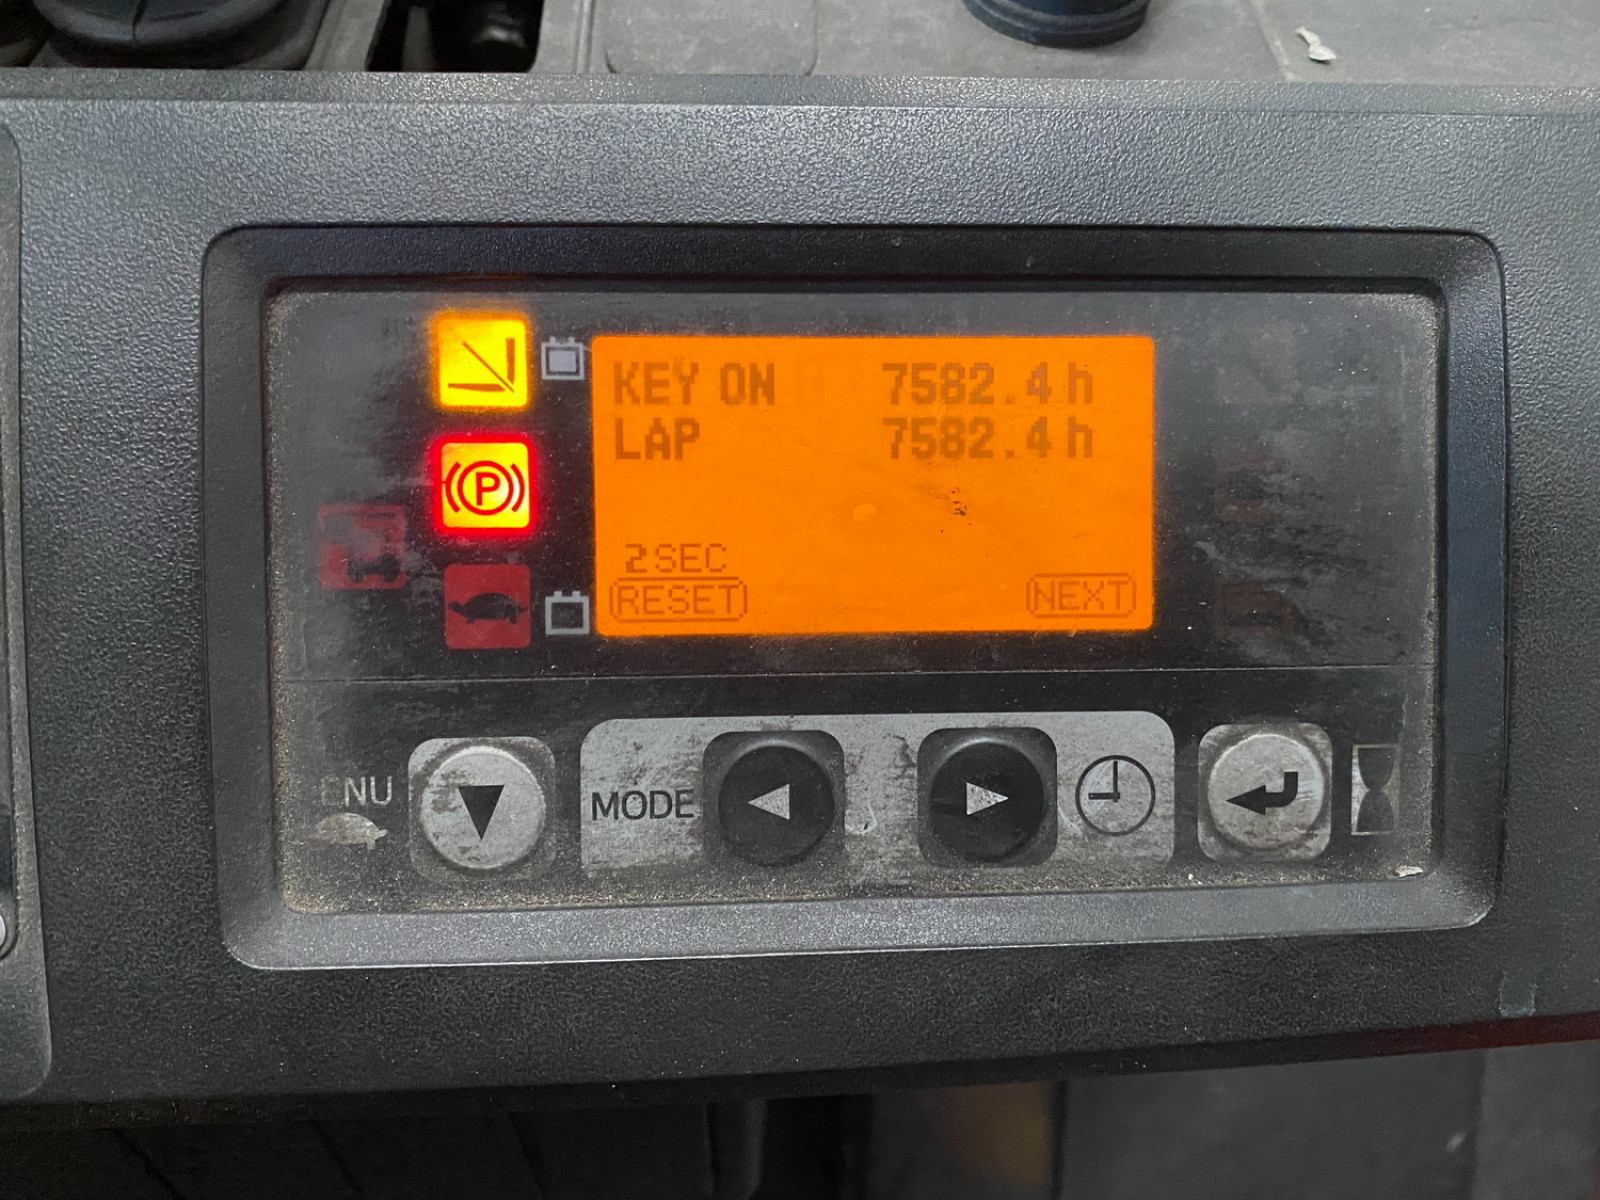 KEY ON 7582.4 h
LAP 7582.4 h
2 SEC
RESET NEXT
P
ENU
MODE